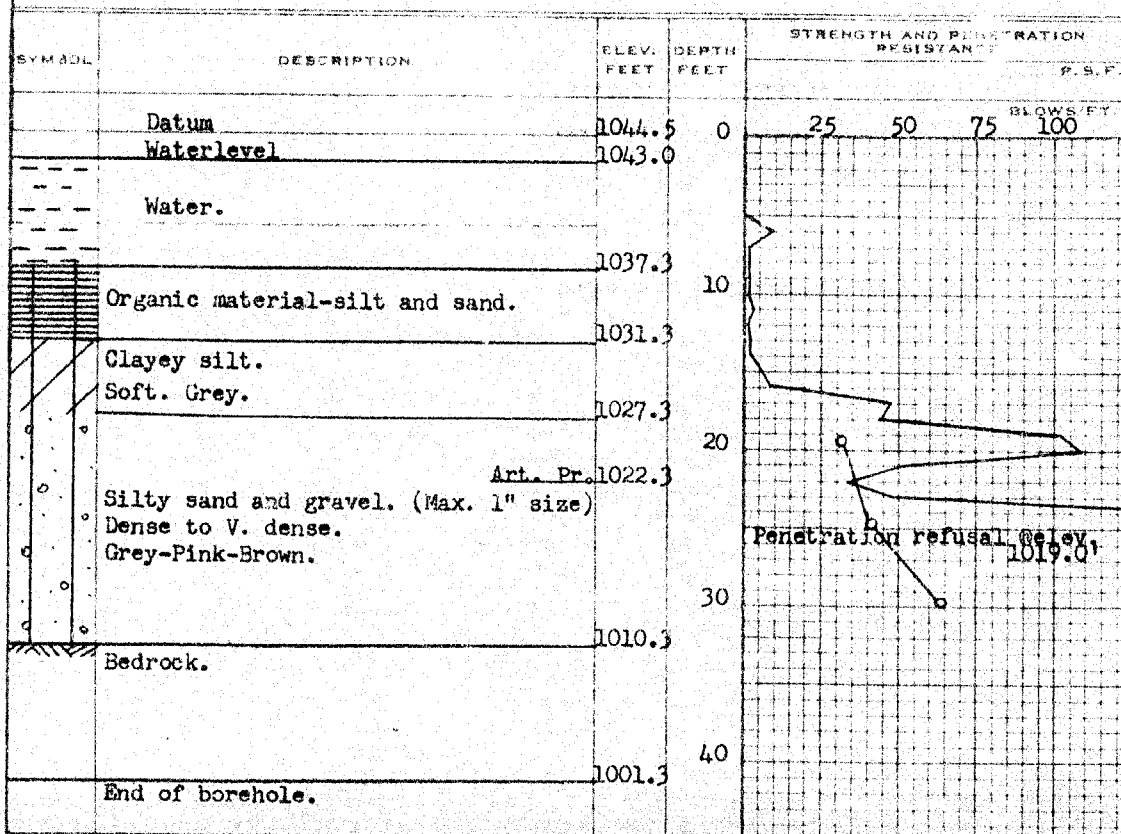 SYMBOL DESCRIPTION ELEV. FEET DEPTH FEET STRENGTH AND PENETRATION RESISTANCE
P.S.F.
BLOWS/FT
Datum 1044.5 0 25 50 75 100
Waterlevel 1043.0
Water.
1037.3
10
Organic material-silt and sand.
1031.3
Clayey silt.
Soft. Grey.
1027.3
20
Art. Pr. 1022.3
Silty sand and gravel. (Max. 1" size)
Dense to V. dense.
Grey-Pink-Brown.
Penetration refusal @elev.
1019.0'
30
1010.3
Bedrock.
40
1001.3
End of borehole.